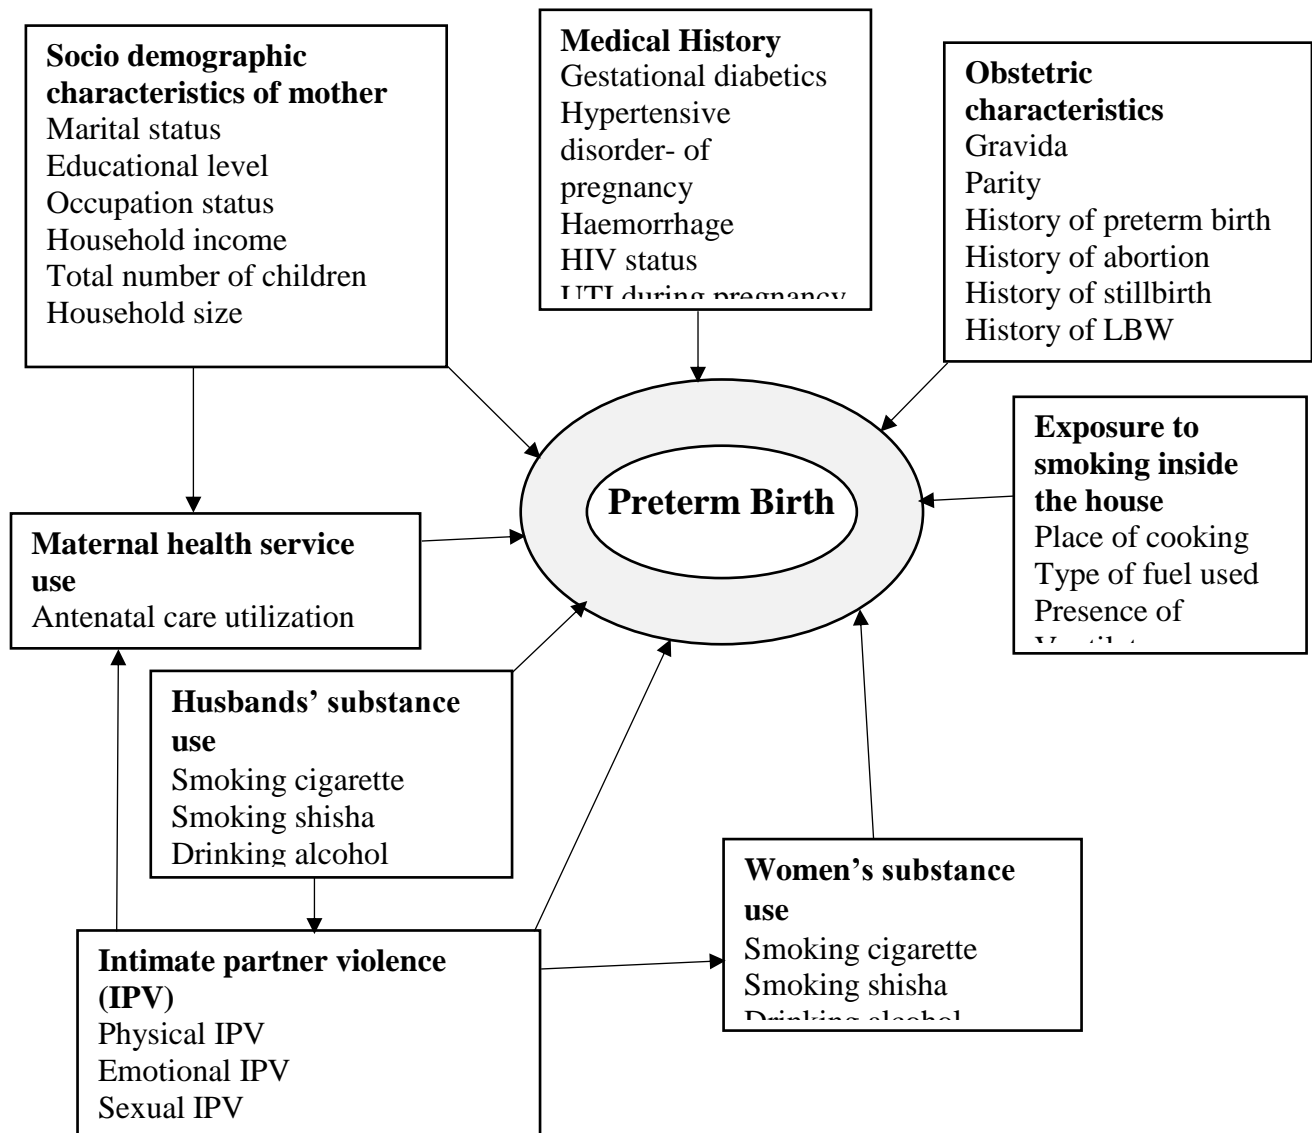 Socio demographic
characteristics of mother
Marital status
Educational level
Occupation status
Household income
Total number of children
Household size
Medical History
Gestational diabetics
Hypertensive
disorder- of
pregnancy
Haemorrhage
HIV status
UTI during pregnancy
Obstetric
characteristics
Gravida
Parity
History of preterm birth
History of abortion
History of stillbirth
History of LBW
Preterm Birth
Exposure to
smoking inside
the house
Place of cooking
Type of fuel used
Presence of
Maternal health service
use
Antenatal care utilization
Husbands’ substance
use
Smoking cigarette
Smoking shisha
Drinking alcohol
Women’s substance
use
Smoking cigarette
Smoking shisha
Drinking alcohol
Intimate partner violence
(IPV)
Physical IPV
Emotional IPV
Sexual IPV